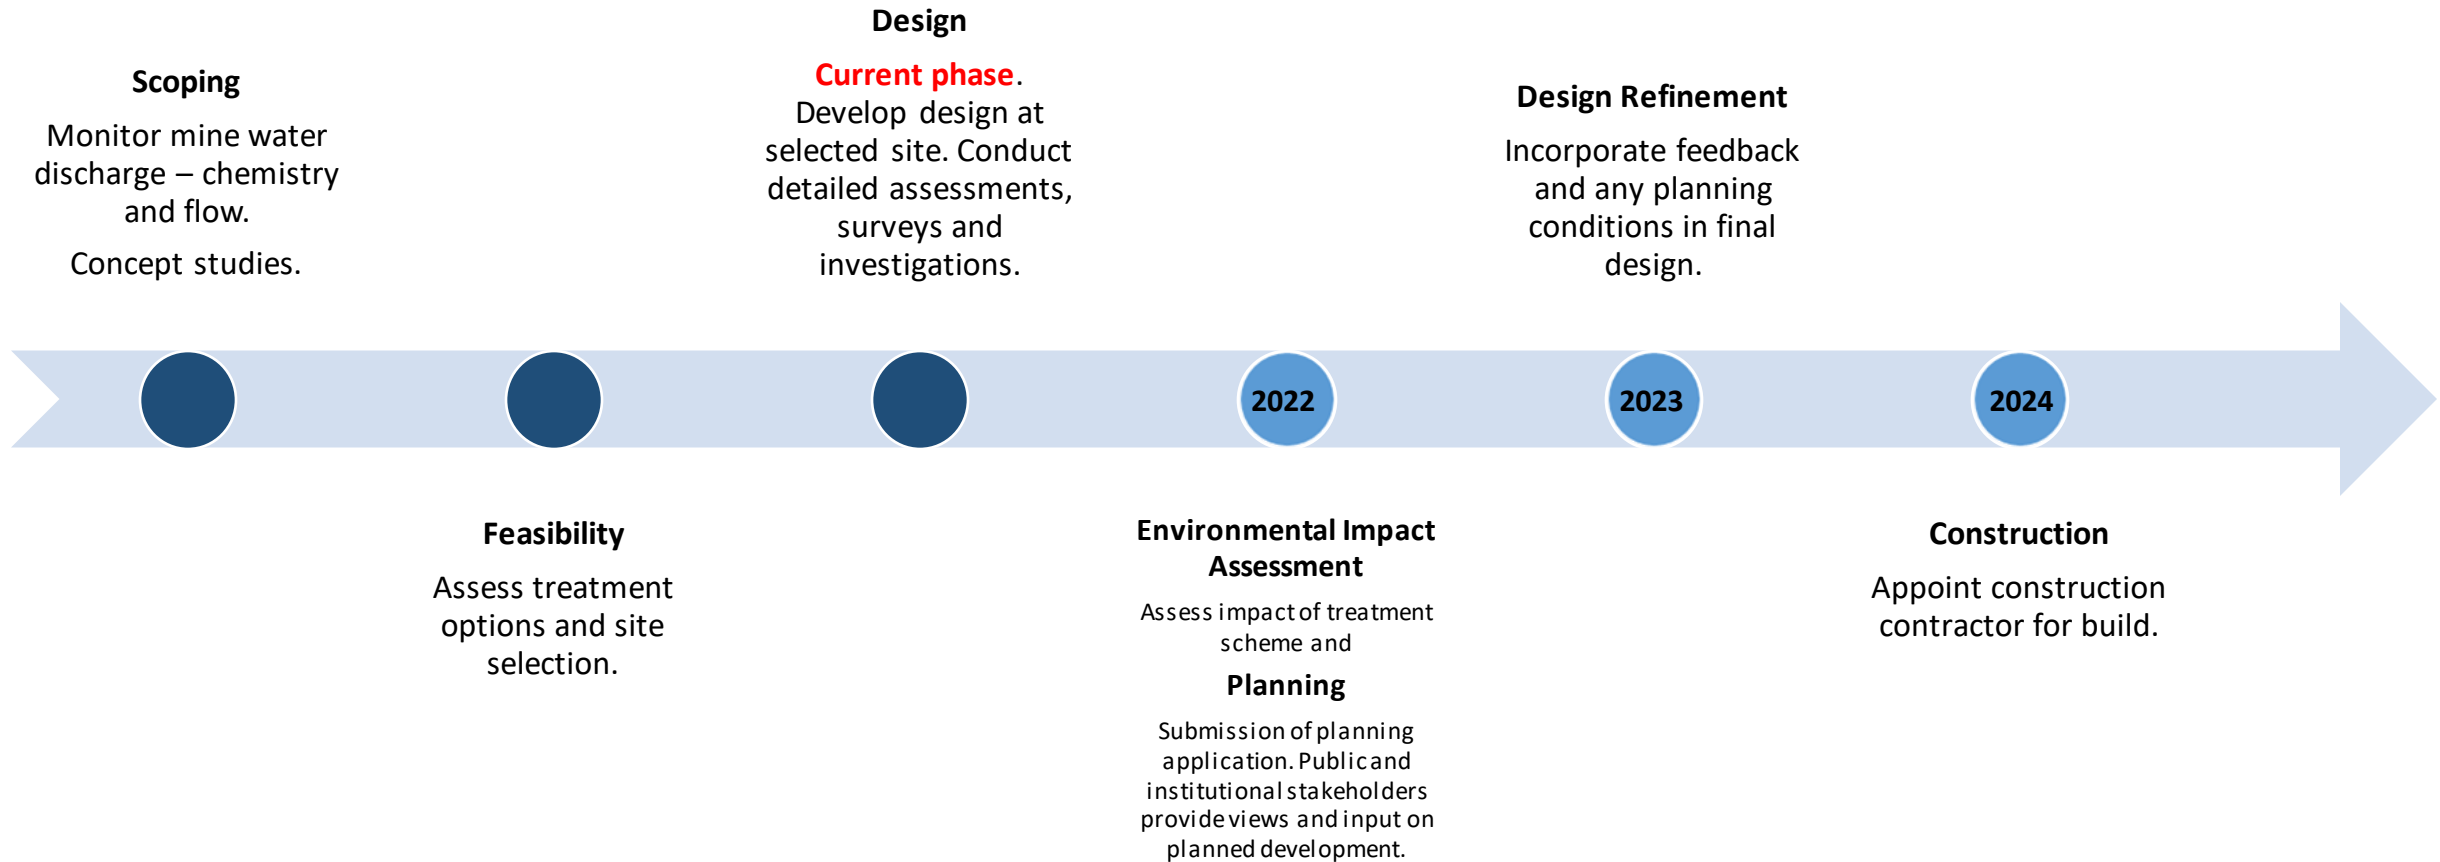 Scoping
Monitor mine water
discharge – chemistry
and flow.
Concept studies.
Feasibility
Assess treatment
options and site
selection.
Design
Current phase.
Develop design at
selected site. Conduct
detailed assessments,
surveys and
investigations.
2022
Environmental Impact
Assessment
Assess impact of treatment
scheme and
Planning
Submission of planning
application. Public and
institutional stakeholders
provide views and input on
planned development.
2023
Design Refinement
Incorporate feedback
and any planning
conditions in final
design.
2024
Construction
Appoint construction
contractor for build.